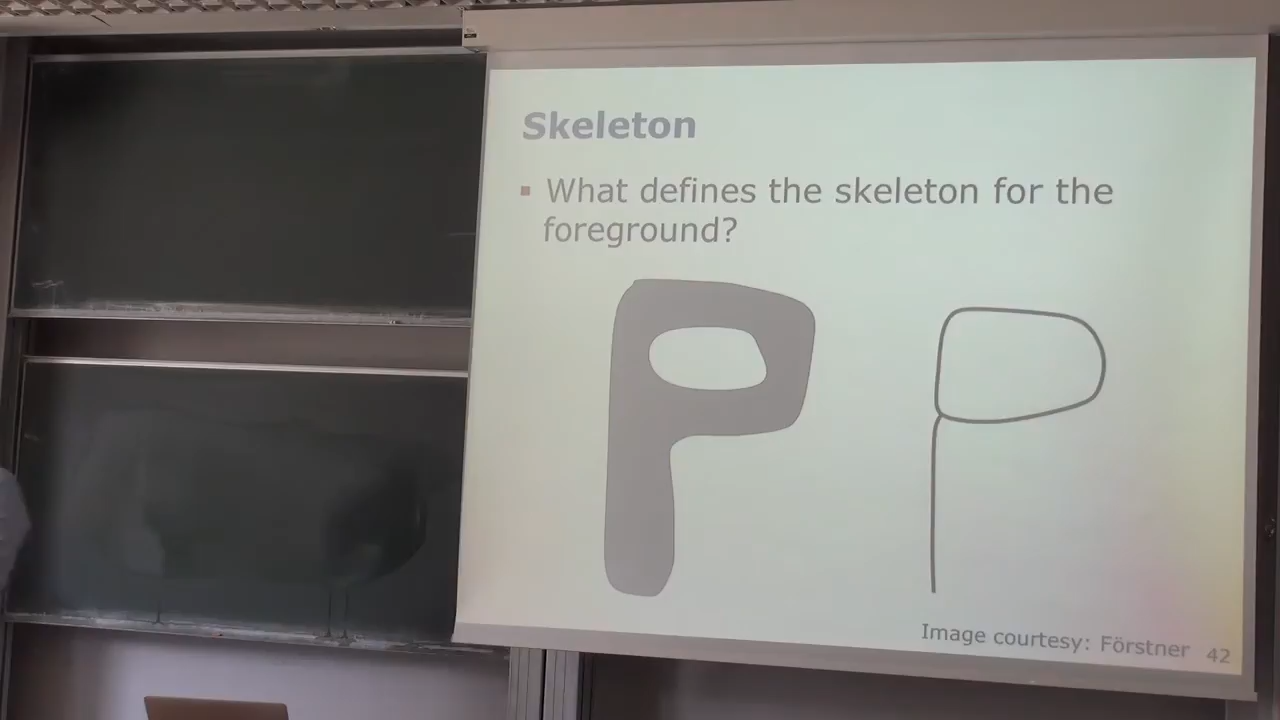 Skeleton
▪ What defines the skeleton for the
foreground?
Image courtesy: Förstner 42